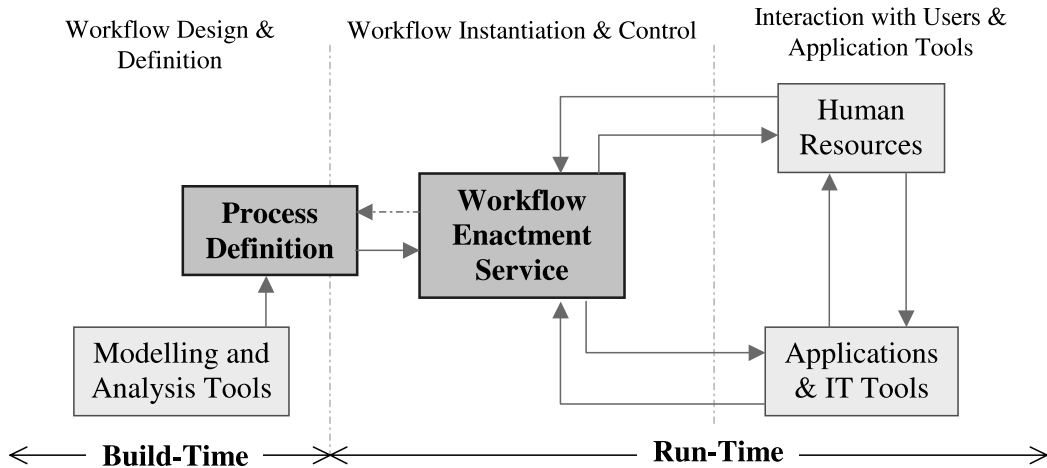 Workflow Design &
Definition
Workflow Instantiation & Control
Interaction with Users &
Application Tools
Human
Resources
Process
Definition
Workflow
Enactment
Service
Modelling and
Analysis Tools
Applications
& IT Tools
Build-Time
Run-Time